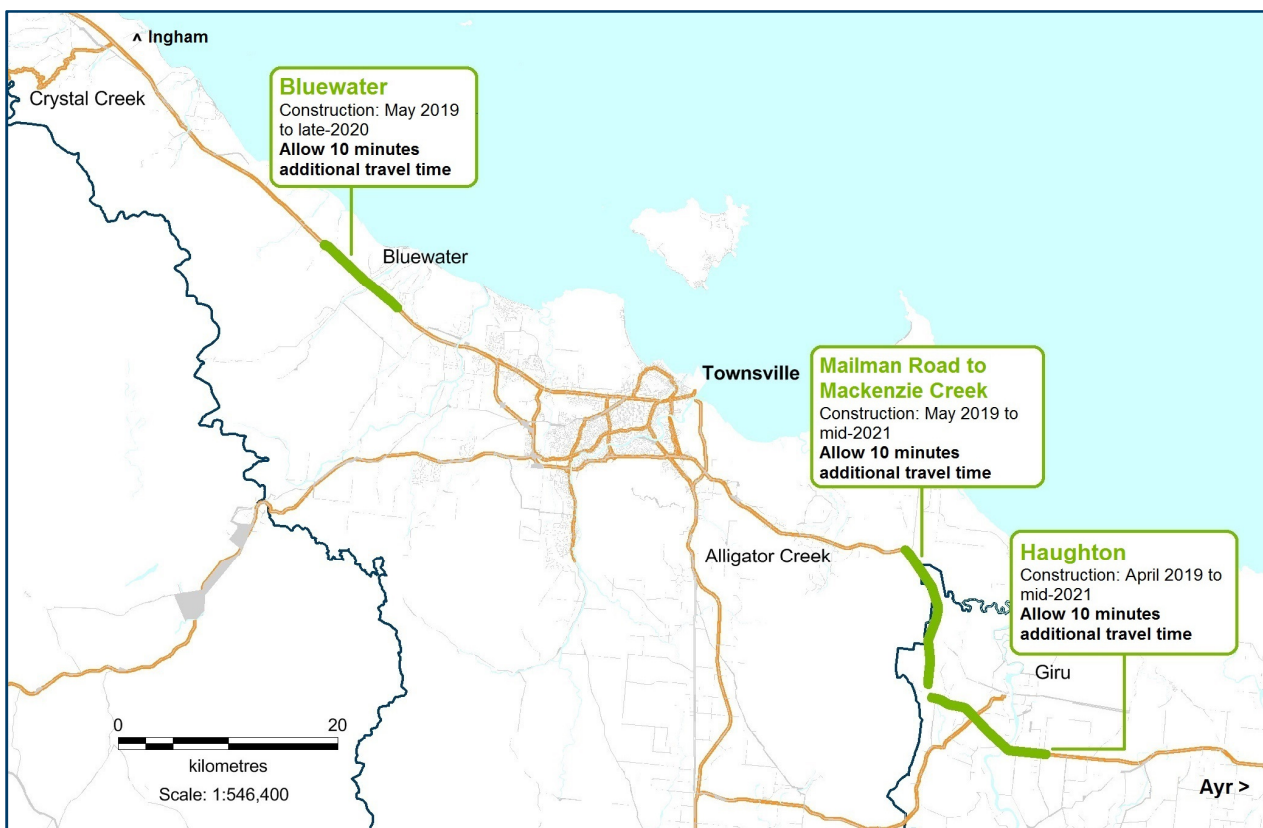 ^ Ingham
Crystal Creek
Bluewater
Construction: May 2019
to late-2020
Allow 10 minutes
additional travel time
Bluewater
Townsville
Mailman Road to
Mackenzie Creek
Construction: May 2019 to
mid-2021
Allow 10 minutes
additional travel time
Alligator Creek
Haughton
Construction: April 2019 to
mid-2021
Allow 10 minutes
additional travel time
Giru
0 20
kilometres
Scale: 1:546,400
Ayr >